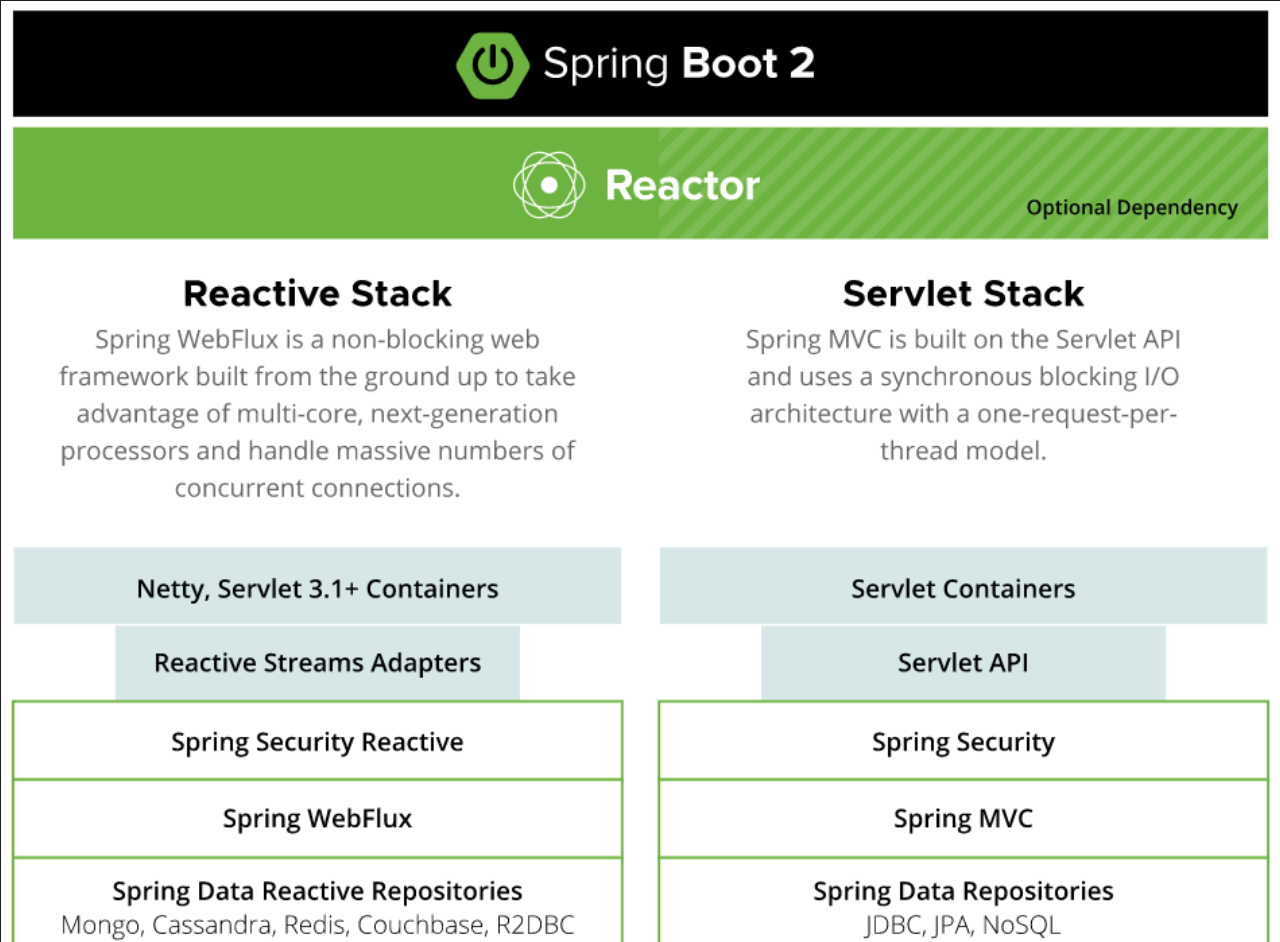 Spring Boot 2
Reactor
Optional Dependency
Reactive Stack
Spring WebFlux is a non-blocking web
framework built from the ground up to take
advantage of multi-core, next-generation
processors and handle massive numbers of
concurrent connections.
Servlet Stack
Spring MVC is built on the Servlet API
and uses a synchronous blocking I/O
architecture with a one-request-per-
thread model.
Netty, Servlet 3.1+ Containers
Reactive Streams Adapters
Spring Security Reactive
Spring WebFlux
Spring Data Reactive Repositories
Mongo, Cassandra, Redis, Couchbase, R2DBC
Servlet Containers
Servlet API
Spring Security
Spring MVC
Spring Data Repositories
JDBC, JPA, NoSQL